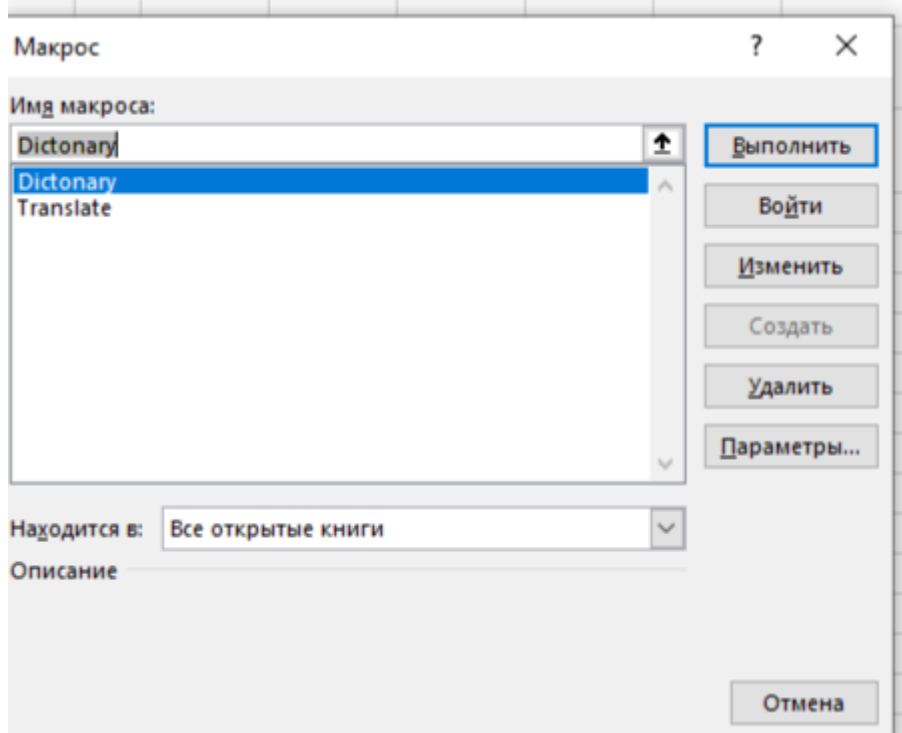 Макрос
?
Имя макроса:
Dictonary
Выполнить
Dictonary
Translate
Войти
Изменить
Создать
Удалить
Параметры...
Находится в:
Все открытые книги
Описание
Отмена